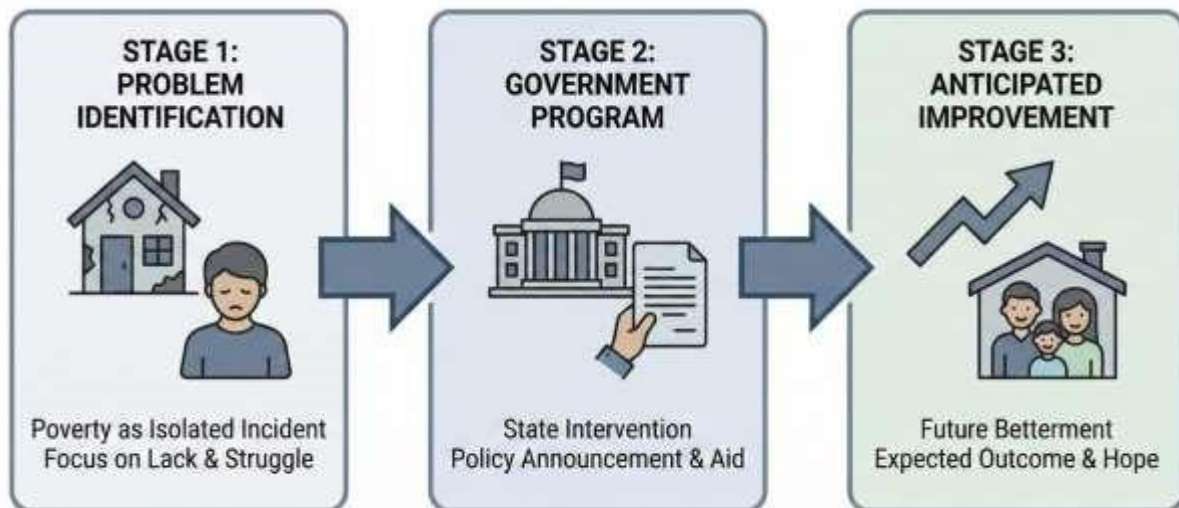 STAGE 1:
PROBLEM
IDENTIFICATION
Poverty as Isolated Incident
Focus on Lack & Struggle
STAGE 2:
GOVERNMENT
PROGRAM
State Intervention
Policy Announcement & Aid
STAGE 3:
ANTICIPATED
IMPROVEMENT
Future Betterment
Expected Outcome & Hope